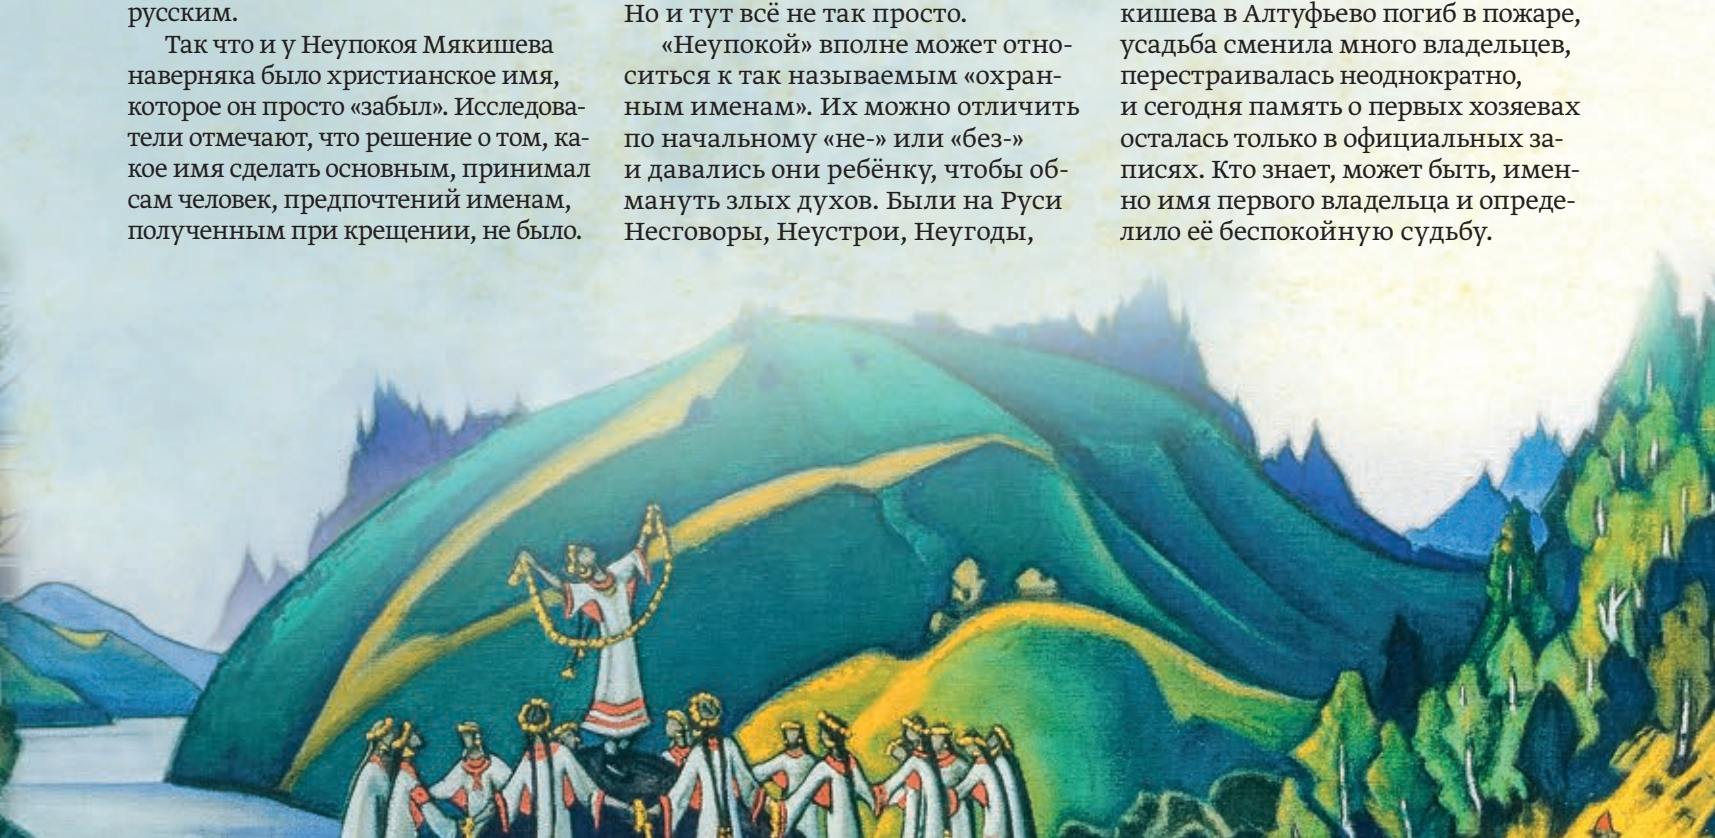 русским.
Так что и у Неупокоя Мякишева
наверняка было христианское имя,
которое он просто «забыл». Исследова-
тели отмечают, что решение о том, ка-
кое имя сделать основным, принимал
сам человек, предпочтений именам,
полученным при крещении, не было.
Но и тут всё не так просто.
«Неупокой» вполне может отно-
ситься к так называемым «охран-
ным именам». Их можно отличить
по начальному «не-» или «без-»
и давались они ребёнку, чтобы об-
мануть злых духов. Были на Руси
Несговоры, Неустрои, Неугоды,
кишева в Алтуфьево погиб в пожаре,
усадьба сменила много владельцев,
перестраивалась неоднократно,
и сегодня память о первых хозяевах
осталась только в официальных за-
писях. Кто знает, может быть, имен-
но имя первого владельца и опреде-
лило её беспокойную судьбу.